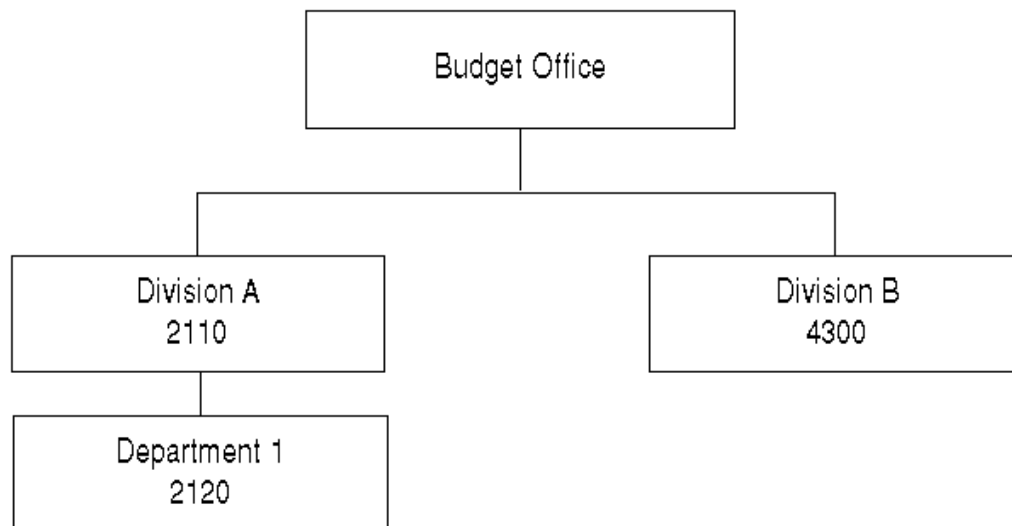 Budget Office
Division A
2110
Division B
4300
Department 1
2120